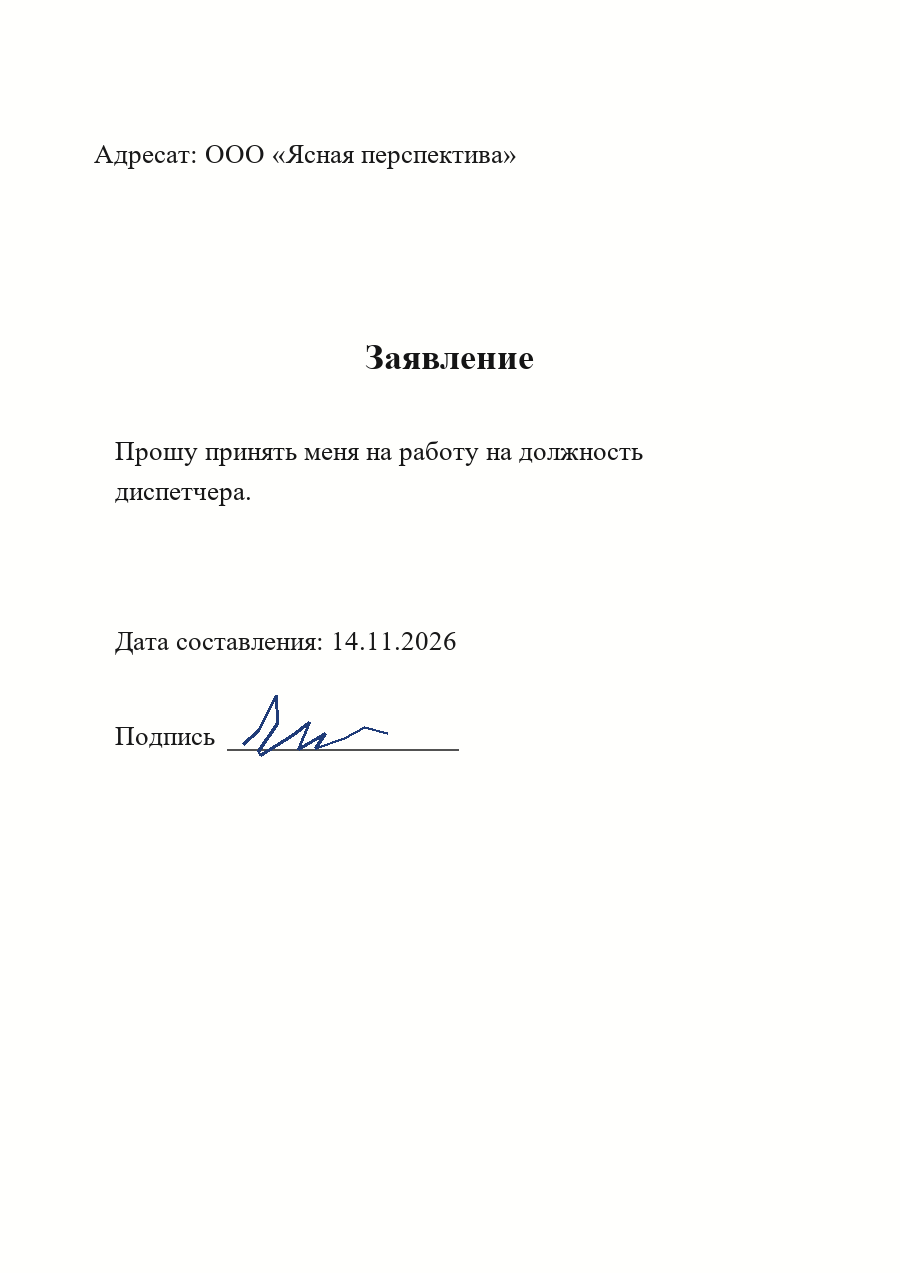 Адресат: ООО «Ясная перспектива»
Заявление
Прошу принять меня на работу на должность
диспетчера.
Дата составления: 14.11.2026
Подпись